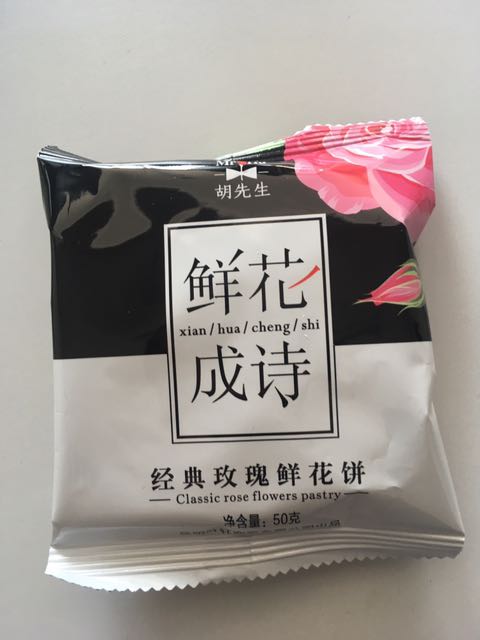 胡先生
鲜花
xian/hua/cheng/shi
成诗
经典玫瑰鲜花饼
Classic rose flowers pastry
净含量：50克